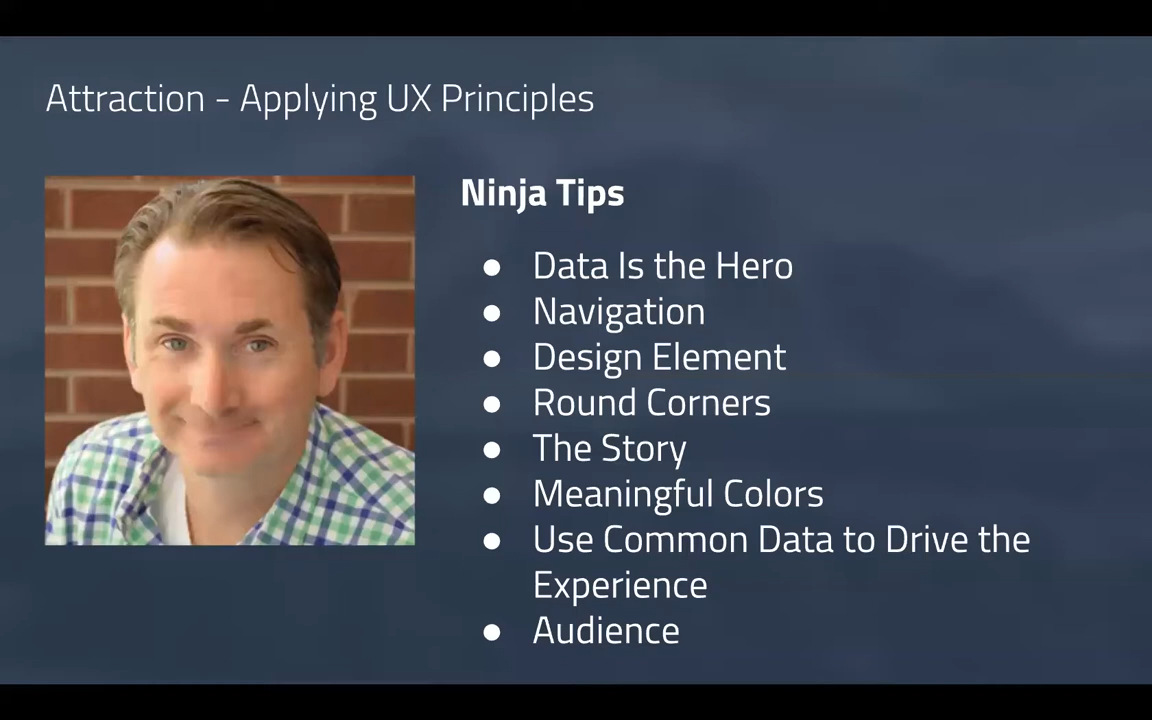 Attraction - Applying UX Principles
Ninja Tips
● Data Is the Hero
● Navigation
● Design Element
● Round Corners
● The Story
● Meaningful Colors
● Use Common Data to Drive the
Experience
● Audience